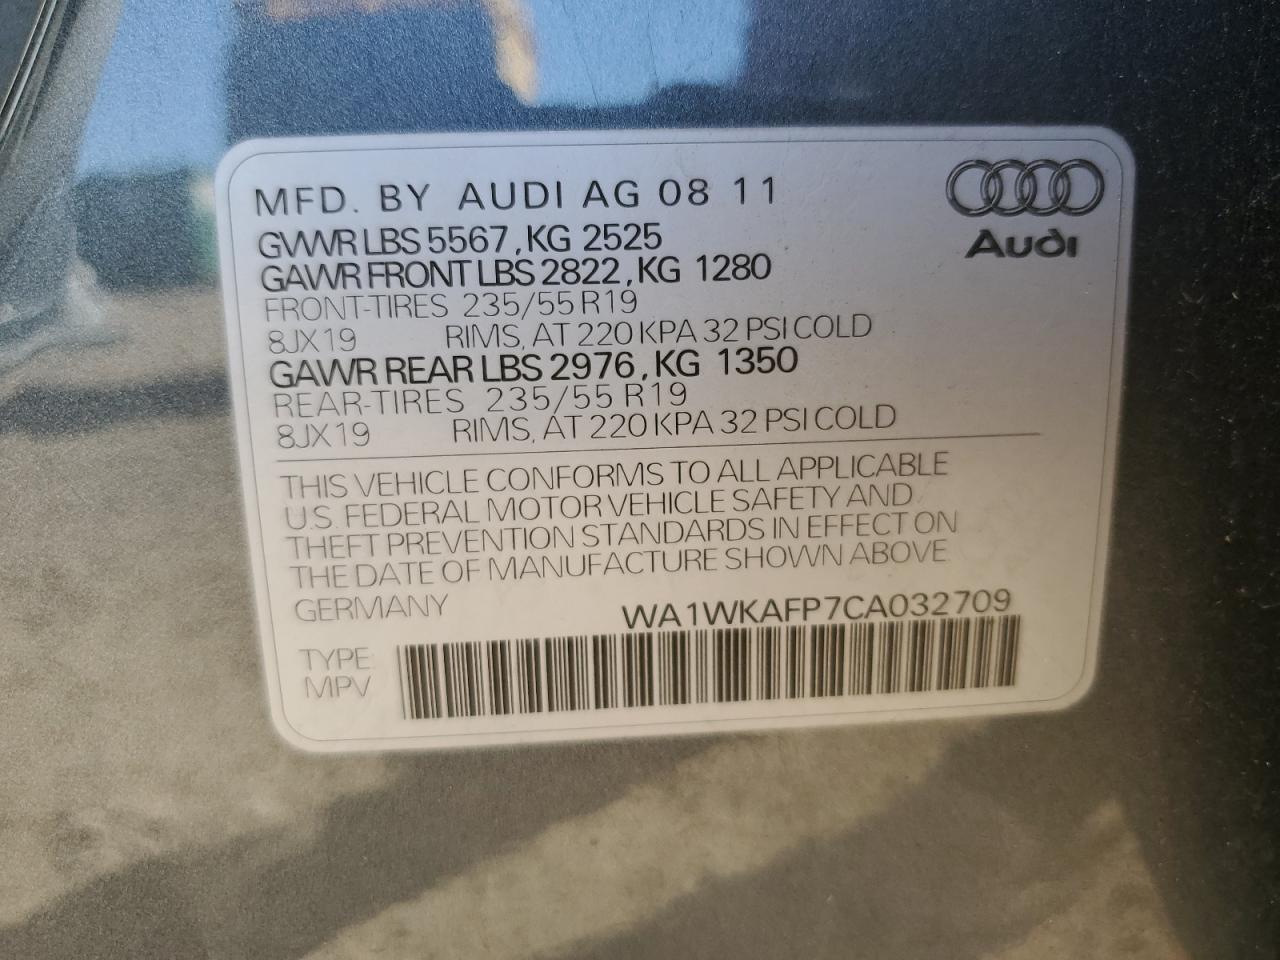 MFD. BY AUDI AG 08 11
Audi
GVWR LBS 5567, KG 2525
GAWR FRONT LBS 2822, KG 1280
FRONT-TIRES 235/55 R19
8JX19 RIMS, AT 220 KPA 32 PSI COLD
GAWR REAR LBS 2976, KG 1350
REAR-TIRES 235/55 R19
8JX19 RIMS, AT 220 KPA 32 PSI COLD
THIS VEHICLE CONFORMS TO ALL APPLICABLE
U.S. FEDERAL MOTOR VEHICLE SAFETY AND
THEFT PREVENTION STANDARDS IN EFFECT ON
THE DATE OF MANUFACTURE SHOWN ABOVE
GERMANY WA1WKAFP7CA032709
TYPE:
MPV